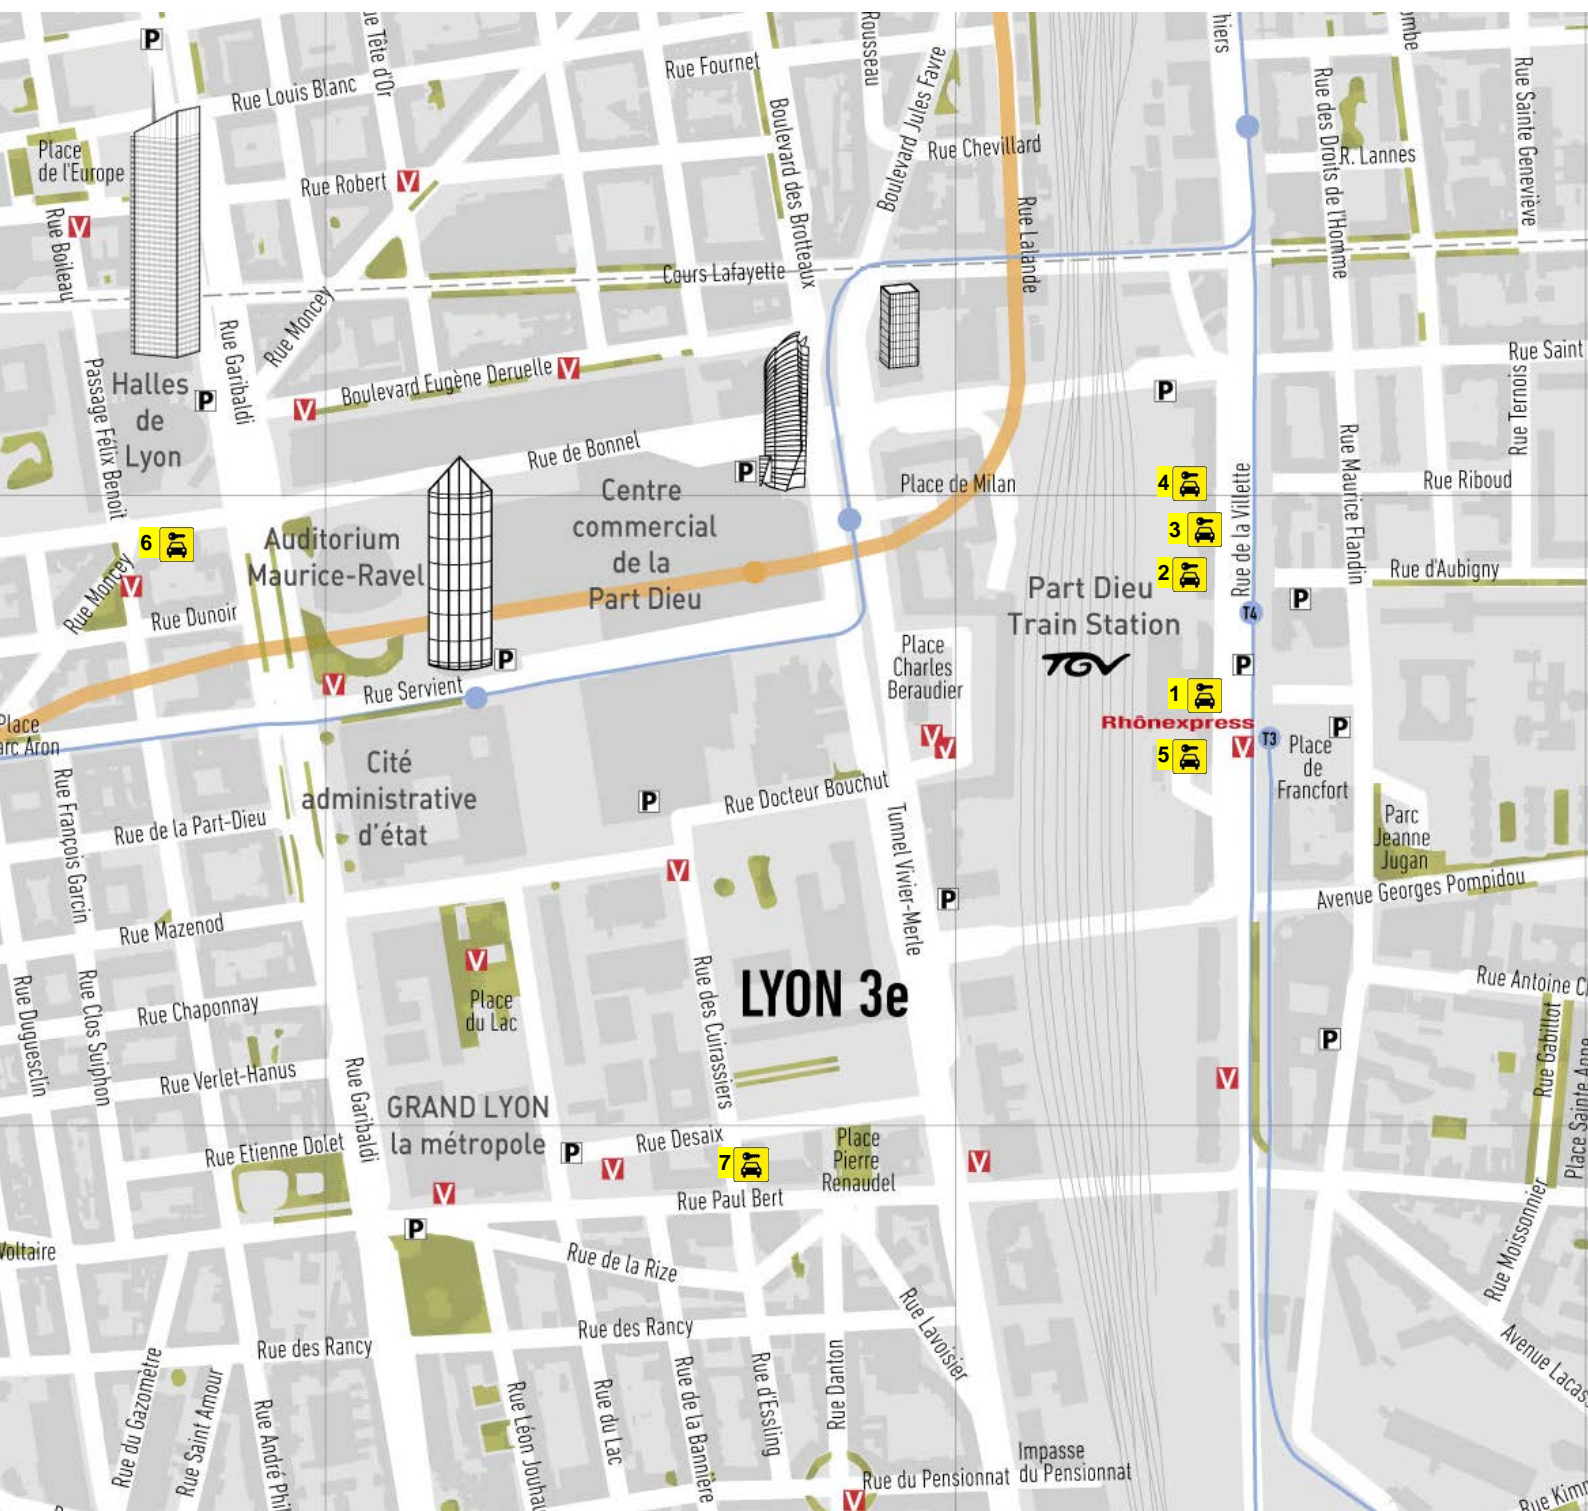 P
Rue Tête d'Or
Rue Louis Blanc
Rue Fournet
Rousseau
Boulevard Jules Favre
Boulevard des Brotteaux
Rue Chevillard
Rue Lalande
hiers
Rue des Droits de l'Homme
R. Lannes
ombe
Rue Sainte Geneviève
Place
de l'Europe
Rue Robert
V
Rue Boileau
V
Cours Lafayette
Rue Moncey
Rue Garibaldi
Passage Félix Benoit
Halles
de
Lyon
P
V
Boulevard Eugène Deruelle
V
Rue de Bonnel
P
Rue Saint
Rue Ternois
P
Rue Maurice Flandin
Rue Riboud
Place de Milan
Centre
commercial
de la
Part Dieu
4
3
2
Rue de la Villette
6
Auditorium
Maurice-Ravel
Rue Moncey
V
Rue Dunoir
Part Dieu
Train Station
TGV
T4
P
Rue d'Aubigny
P
Place
Charles
Beraudier
P
V
Rue Servient
1
Rhônexpress
5
V
T3
Place
de
Francfort
P
V
V
Place
arc Aron
Cité
administrative
d'état
Rue François Garcin
Rue de la Part-Dieu
P
Rue Docteur Bouchut
Tunnel Vivier-Merle
Parc
Jeanne
Jugan
Avenue Georges Pompidou
V
P
Rue Mazenod
Rue Duguesclin
Rue Clos Suiphon
Rue Chaponnay
V
Place
du Lac
Rue des Cuirassiers
LYON 3e
Rue Antoine C
Rue Gabillot
Place Sainte Anne
P
V
Rue Verlet-Hanus
Rue Garibaldi
GRAND LYON
la métropole
P
Rue Desaix
V
7
Place
Pierre
Renaudel
V
Rue Etienne Dolet
V
P
Rue Paul Bert
Voltaire
Rue de la Rize
Rue Moissonnier
Rue Lavoisier
Rue des Rancy
Rue des Rancy
Avenue Lacas
Rue du Gazomètre
Rue Saint Amour
Rue André Phil
Rue Léon Jouhau
Rue du Lac
Rue de la Bannière
Rue d'Essling
Rue Danton
V
Rue du Pensionnat
Impasse
du Pensionnat
Rue Kimm